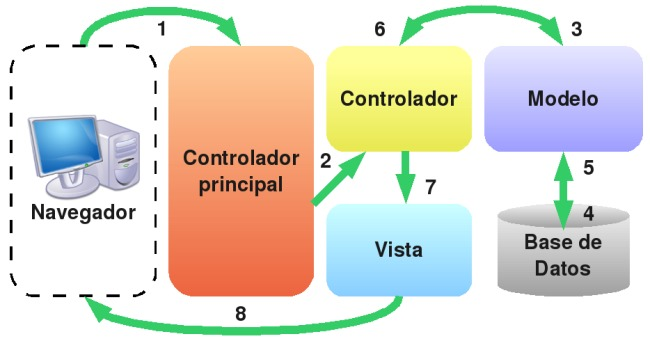 1
6
3
Controlador
Modelo
Controlador
principal
2
5
7
Navegador
4
Vista
Base de
Datos
8